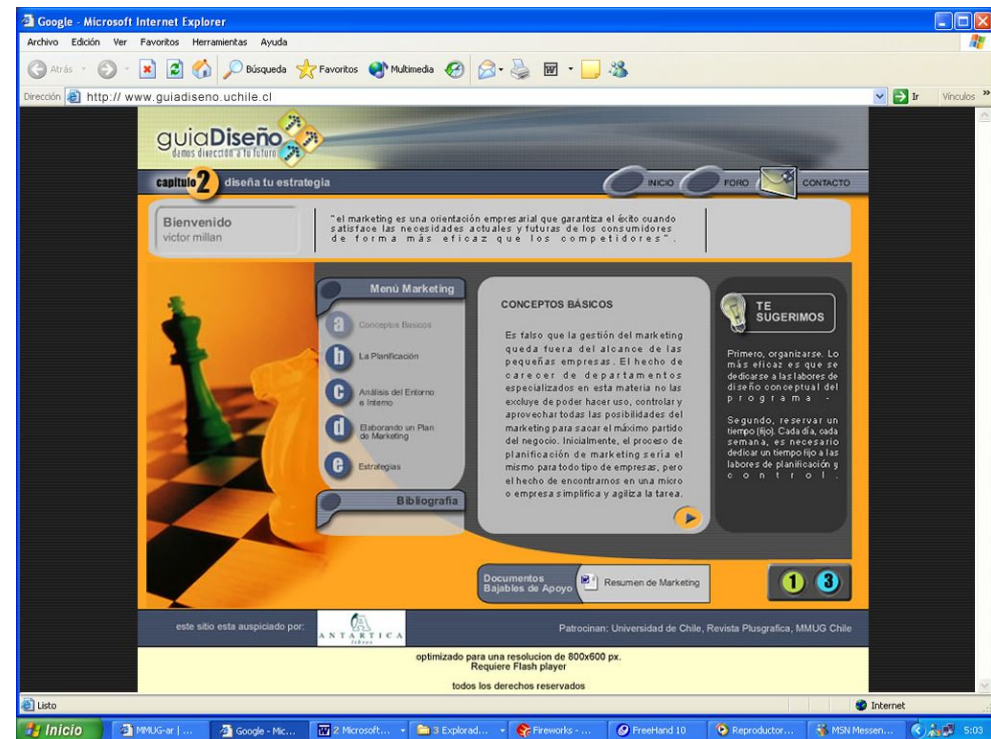 Google - Microsoft Internet Explorer
Archivo Edición Ver Favoritos Herramientas Ayuda
Atrás Búsqueda Favoritos Multimedia
Dirección http:// www.guiadiseno.uchile.cl Ir Vínculos »
guiaDiseño
damos dirección a tu futuro
capitulo 2 diseña tu estrategia
INICIO FORO CONTACTO
Bienvenido
victor millan
"el marketing es una orientación empresarial que garantiza el éxito cuando
satisface las necesidades actuales y futuras de los consumidores
de forma más eficaz que los competidores".
Menú Marketing
a Conceptos Basicos
b La Planificación
c Análisis del Entorno
e Interno
d Elaborando un Plan
de Marketing
e Estrategias
Bibliografia
CONCEPTOS BÁSICOS
Es falso que la gestión del marketing
queda fuera del alcance de las
pequeñas empresas. El hecho de
carecer de departamentos
especializados en esta materia no las
excluye de poder hacer uso, controlar y
aprovechar todas las posibilidades del
marketing para sacar el máximo partido
del negocio. Inicialmente, el proceso de
planificación de marketing sería el
mismo para todo tipo de empresas, pero
el hecho de encontrarnos en una micro
o empresa simplifica y agiliza la tarea.
TE
SUGERIMOS
Primero, organizarse. Lo
más eficaz es que se
dedicarse a las labores de
diseño conceptual del
programa -
Segundo, reservar un
tiempo (fijo). Cada día, cada
semana, es necesario
dedicar un tiempo fijo a las
labores de planificación y
control.
Documentos
Bajables de Apoyo
Resumen de Marketing
1 3
este sitio esta auspiciado por:
A
ANTARTICA
libros
Patrocinan: Universidad de Chile, Revista Plusgrafica, MMUG Chile
optimizado para una resolucion de 800x600 px.
Requiere Flash player
todos los derechos reservados
Listo Internet
Inicio MMUG-ar | ... Google - Mic... 2 Microsoft... 3 Explorad... Fireworks - ... FreeHand 10 Reproductor... MSN Messen... 5:03